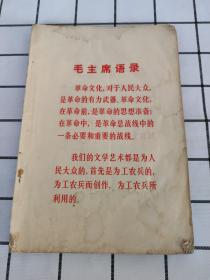 毛主席语录
革命文化，对于人民大众，
是革命的有力武器。革命文化，
在革命前，是革命的思想准备；
在革命中，是革命总战线中的
一条必要和重要的战线。
我们的文学艺术都是为人
民大众的，首先是为工农兵的，
为工农兵而创作，为工农兵所
利用的。